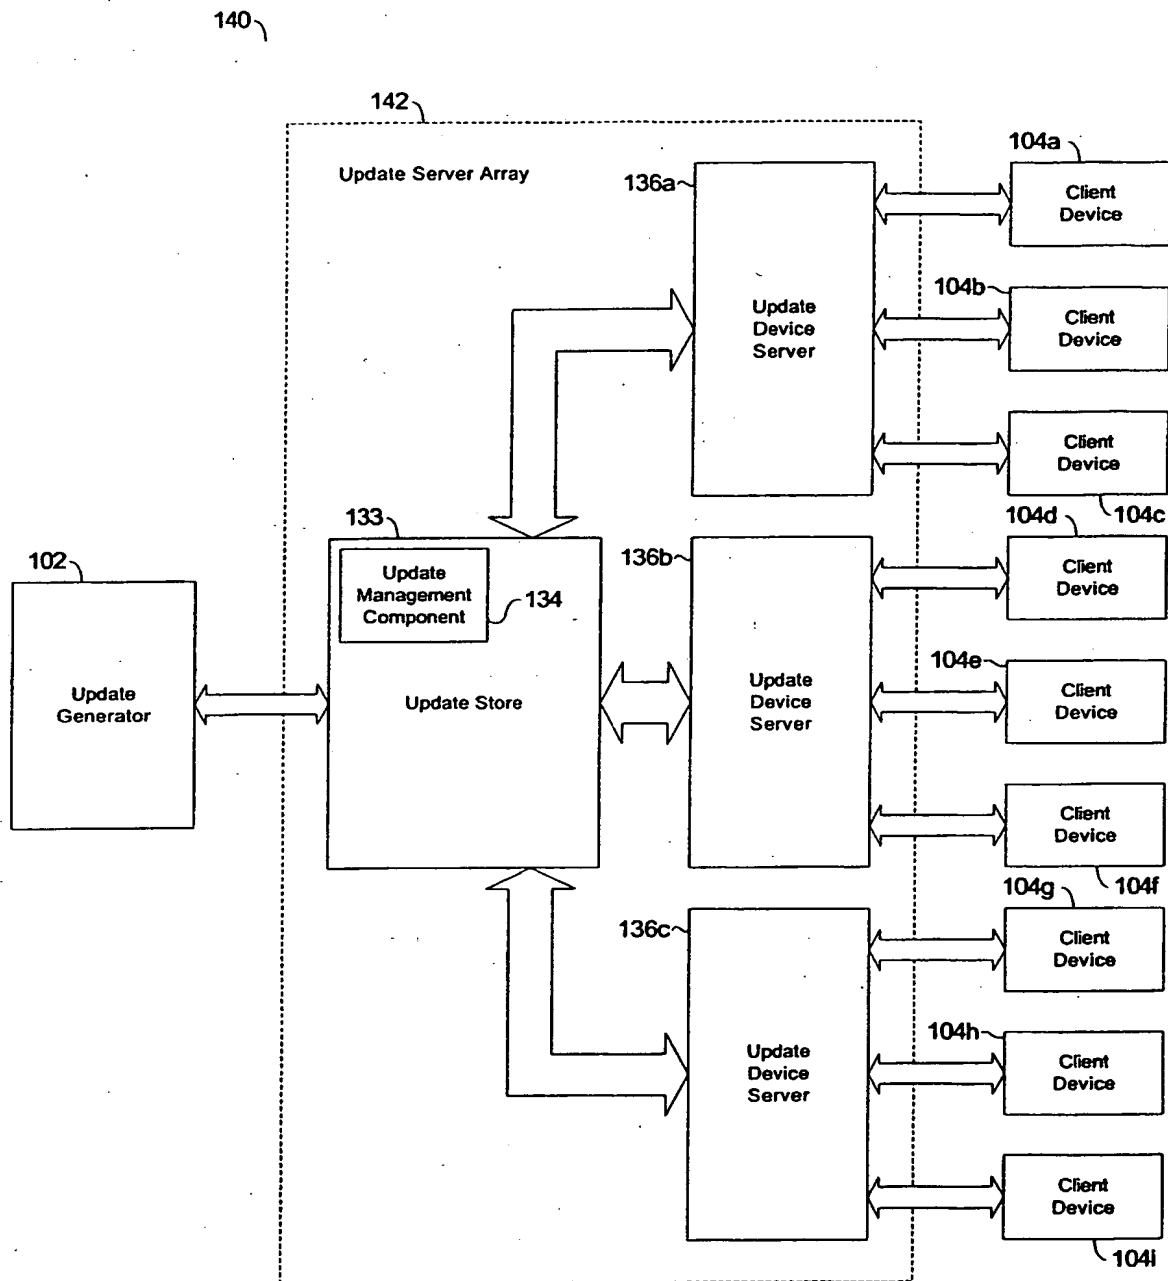 140
142
Update Server Array
136a
104a
Client
Device
104b
Client
Device
Update
Device
Server
Client
Device
104c
133
Update
Management
Component
134
Update Store
102
Update
Generator
136b
104d
Client
Device
104e
Client
Device
Update
Device
Server
Client
Device
104f
136c
104g
Client
Device
104h
Client
Device
Update
Device
Server
Client
Device
104i